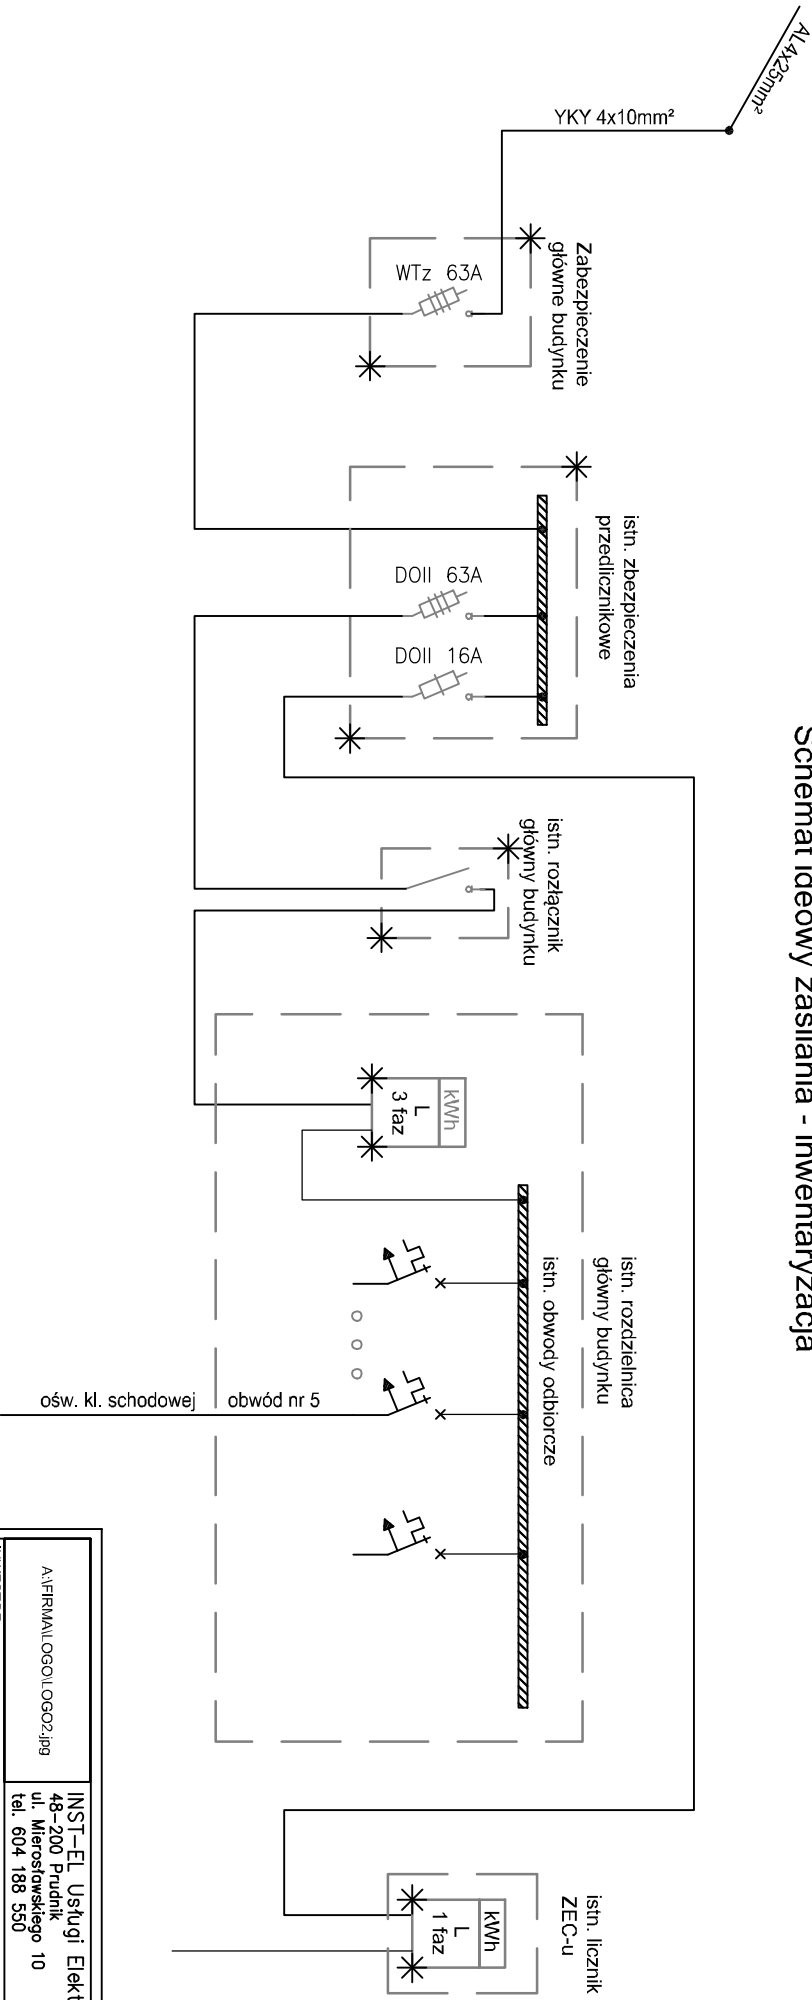 Schemat ideowy zasilania - inwentaryzacja
AL 4x25mm²
YKY 4x10mm²
Zabezpieczenie
główne budynku
WTz 63A
istn. zbezpieczenia
przedlicznikowe
DOII 63A
DOII 16A
istn. rozłącznik
główny budynku
istn. rozdzielnica
główny budynku
kWh
L
3 faz
istn. obwody odbiorcze
ośw. kl. schodowej
obwód nr 5
istn. licznik
ZEC-u
kWh
L
1 faz
A:\FIRMA\LOGO\LOGO2.jpg
INST-EL Usługi Elekt
48-200 Prudnik
ul. Mierosławskiego 10
tel. 604 188 550